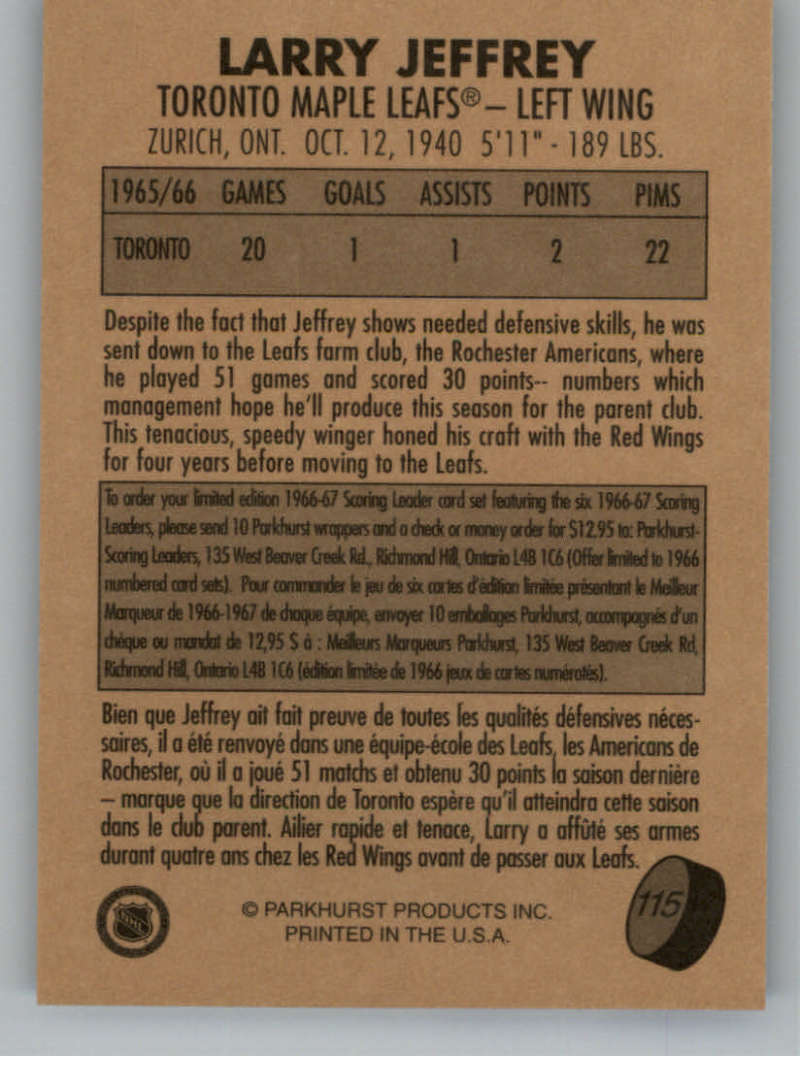 LARRY JEFFREY
TORONTO MAPLE LEAFS® – LEFT WING
ZURICH, ONT. OCT. 12, 1940 5'11" - 189 LBS.
1965/66 GAMES GOALS ASSISTS POINTS PIMS
TORONTO 20 1 1 2 22
Despite the fact that Jeffrey shows needed defensive skills, he was
sent down to the Leafs farm club, the Rochester Americans, where
he played 51 games and scored 30 points-- numbers which
management hope he'll produce this season for the parent club.
This tenacious, speedy winger honed his craft with the Red Wings
for four years before moving to the Leafs.
To order your limited edition 1966-67 Scoring Leader card set featuring the six 1966-67 Scoring
Leaders, please send 10 Parkhurst wrappers and a check or money order for $12.95 to: Parkhurst-
Scoring Leaders, 135 West Beaver Creek Rd., Richmond Hill, Ontario L4B 1C6 (Offer limited to 1966
numbered card sets). Pour commander le jeu de six cartes d'édition limitée présentant le Meilleur
Marqueur de 1966-1967 de chaque équipe, envoyer 10 emballages Parkhurst, accompagnés d'un
chèque ou mandat de 12,95 $ à : Meilleurs Marqueurs Parkhurst, 135 West Beaver Creek Rd,
Richmond Hill, Ontario L4B 1C6 (édition limitée de 1966 jeux de cartes numérotés).
Bien que Jeffrey ait fait preuve de toutes les qualités défensives néces-
saires, il a été renvoyé dans une équipe-école des Leafs, les Americans de
Rochester, où il a joué 51 matchs et obtenu 30 points la saison dernière
– marque que la direction de Toronto espère qu'il atteindra cette saison
dans le club parent. Ailier rapide et tenace, Larry a affûté ses armes
durant quatre ans chez les Red Wings avant de passer aux Leafs.
115
© PARKHURST PRODUCTS INC.
PRINTED IN THE U.S.A.